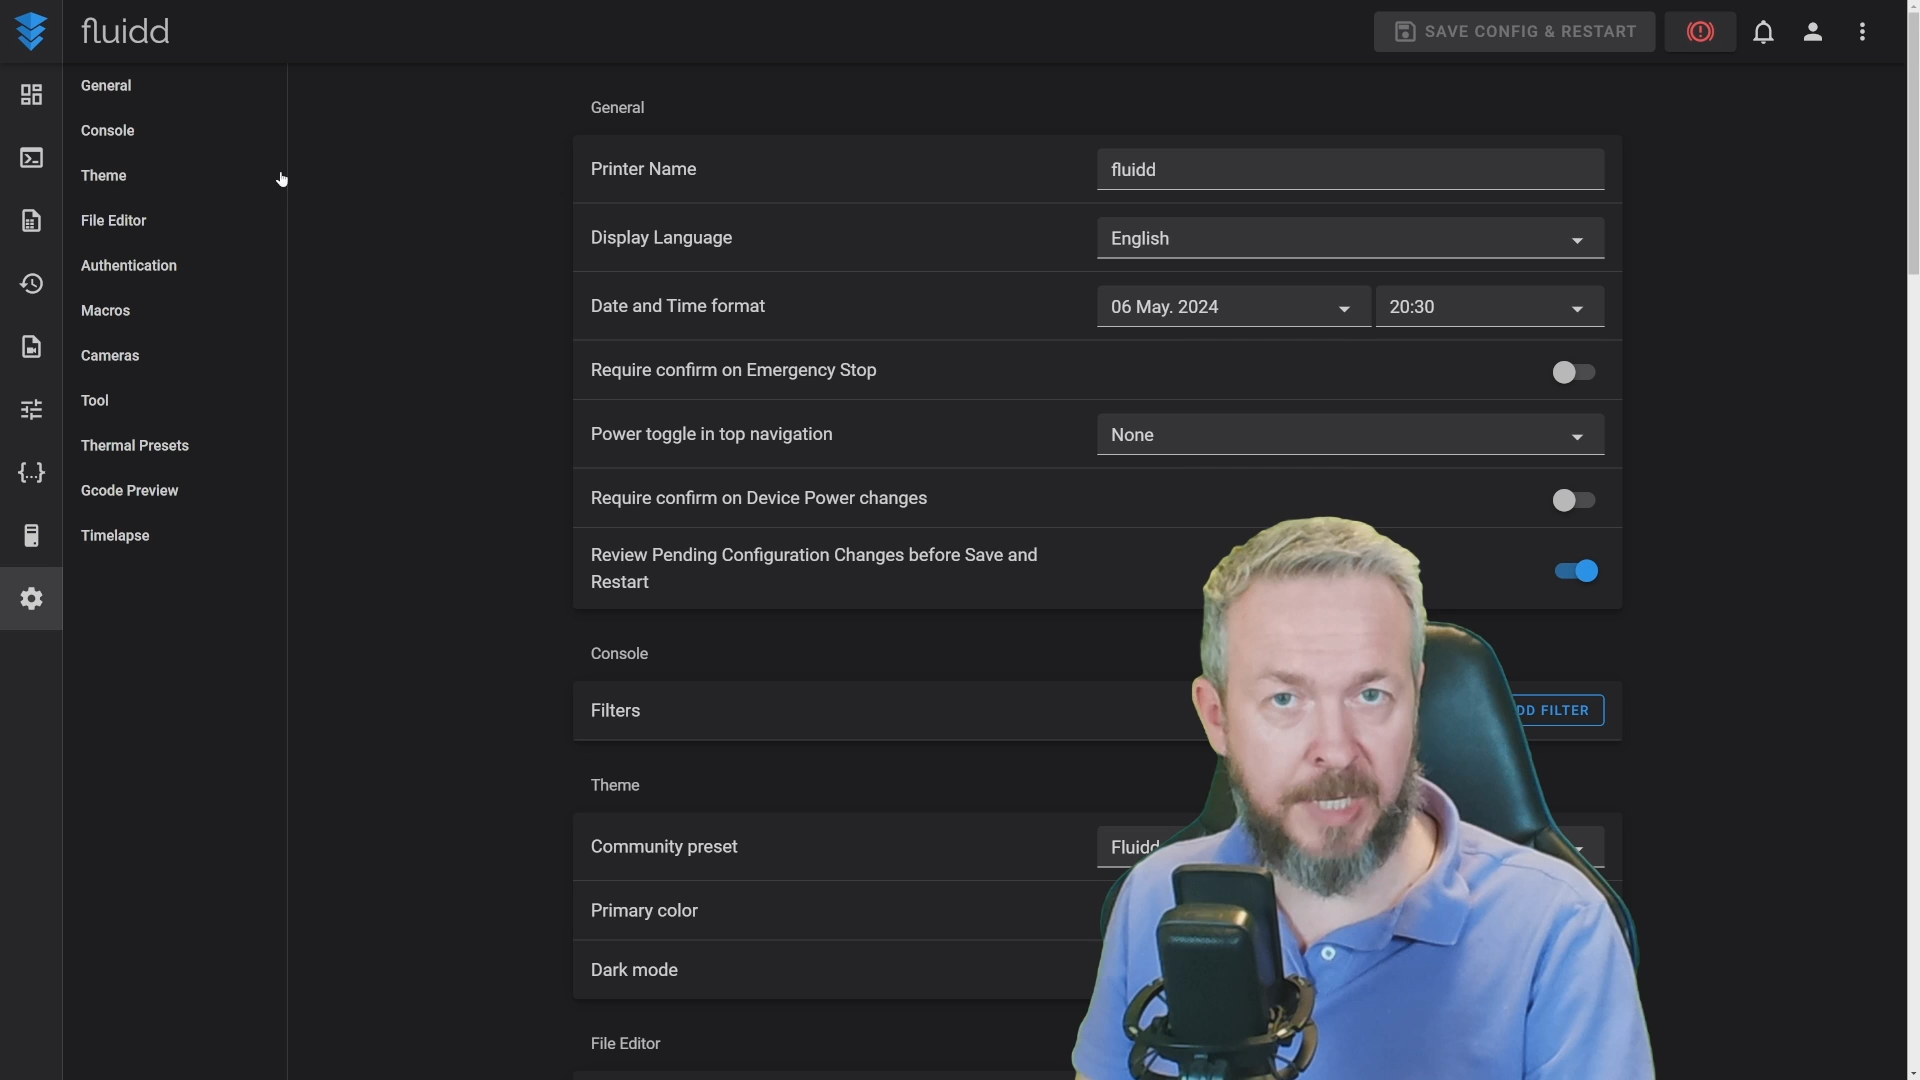 fluidd
SAVE CONFIG & RESTART
General
Console
Theme
File Editor
Authentication
Macros
Cameras
Tool
Thermal Presets
Gcode Preview
Timelapse
General
Printer Name
fluidd
Display Language
English
Date and Time format
06 May. 2024
20:30
Require confirm on Emergency Stop
Power toggle in top navigation
None
Require confirm on Device Power changes
Review Pending Configuration Changes before Save and
Restart
Console
Filters
DD FILTER
Theme
Community preset
Fluidd
Primary color
Dark mode
File Editor